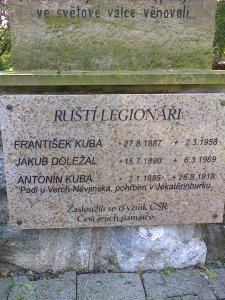 ve světové válce věnovali...
RUŠTÍ LEGIONÁŘI
FRANTIŠEK KUBA * 27.8.1887 + 2.3.1958
JAKUB DOLEŽAL * 15.7.1890 + 6.3.1969
ANTONÍN KUBA * 2.1.1885 +26.8.1918
"Padl u Verch-Něvjinska, pohřben v Jekatěrinburku.
Zasloužili se o vznik ČSR
Čest jejich památce.